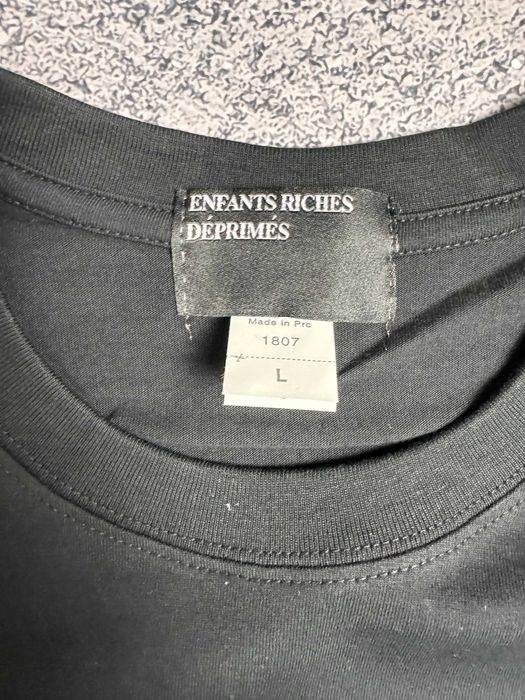 ENFANTS RICHES
DÉPRIMÉS
Made in Prc
1807
L